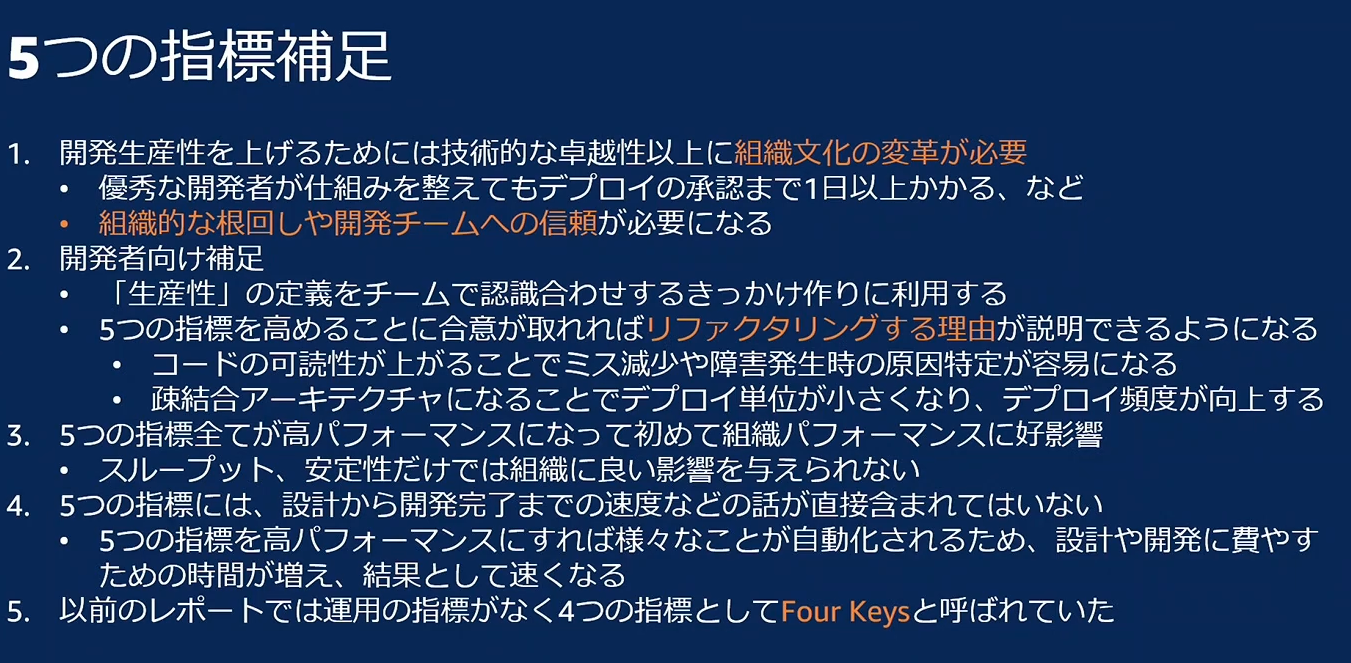 5つの指標補足
1. 開発生産性を上げるためには技術的な卓越性以上に組織文化の変革が必要
• 優秀な開発者が仕組みを整えてもデプロイの承認まで1日以上かかる、など
• 組織的な根回しや開発チームへの信頼が必要になる
2. 開発者向け補足
• 「生産性」の定義をチームで認識合わせするきっかけ作りに利用する
• 5つの指標を高めることに合意が取れればリファクタリングする理由が説明できるようになる
• コードの可読性が上がることでミス減少や障害発生時の原因特定が容易になる
• 疎結合アーキテクチャになることでデプロイ単位が小さくなり、デプロイ頻度が向上する
3. 5つの指標全てが高パフォーマンスになって初めて組織パフォーマンスに好影響
• スループット、安定性だけでは組織に良い影響を与えられない
4. 5つの指標には、設計から開発完了までの速度などの話が直接含まれてはいない
• 5つの指標を高パフォーマンスにすれば様々なことが自動化されるため、設計や開発に費やす
ための時間が増え、結果として速くなる
5. 以前のレポートでは運用の指標がなく4つの指標としてFour Keysと呼ばれていた